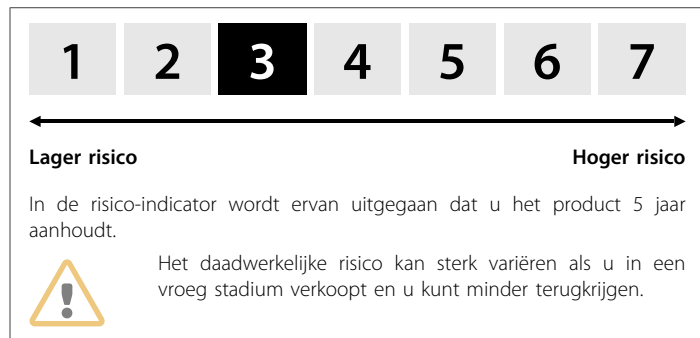 1 2 3 4 5 6 7
Lager risico Hoger risico
In de risico-indicator wordt ervan uitgegaan dat u het product 5 jaar
aanhoudt.
Het daadwerkelijke risico kan sterk variëren als u in een
vroeg stadium verkoopt en u kunt minder terugkrijgen.